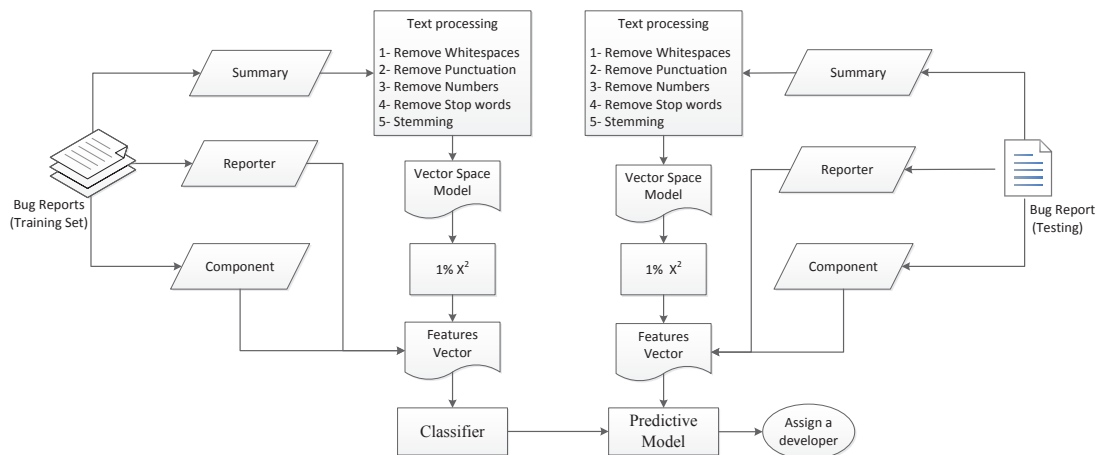 Text processing
1- Remove Whitespaces
2- Remove Punctuation
3- Remove Numbers
4- Remove Stop words
5- Stemming
Summary
Reporter
Component
Bug Reports
(Training Set)
Vector Space
Model
1% X²
Features
Vector
Classifier
Text processing
1- Remove Whitespaces
2- Remove Punctuation
3- Remove Numbers
4- Remove Stop words
5- Stemming
Summary
Reporter
Component
Bug Report
(Testing)
Vector Space
Model
1% X²
Features
Vector
Predictive
Model
Assign a
developer